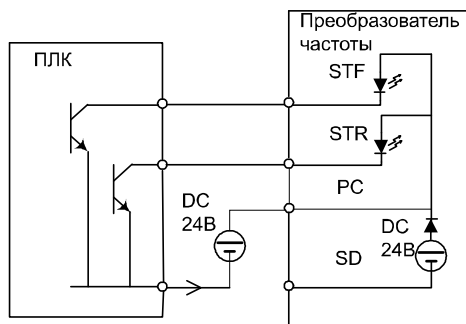 Преобразователь
частоты
ПЛК
STF
STR
PC
DC
24В
DC
24В
SD